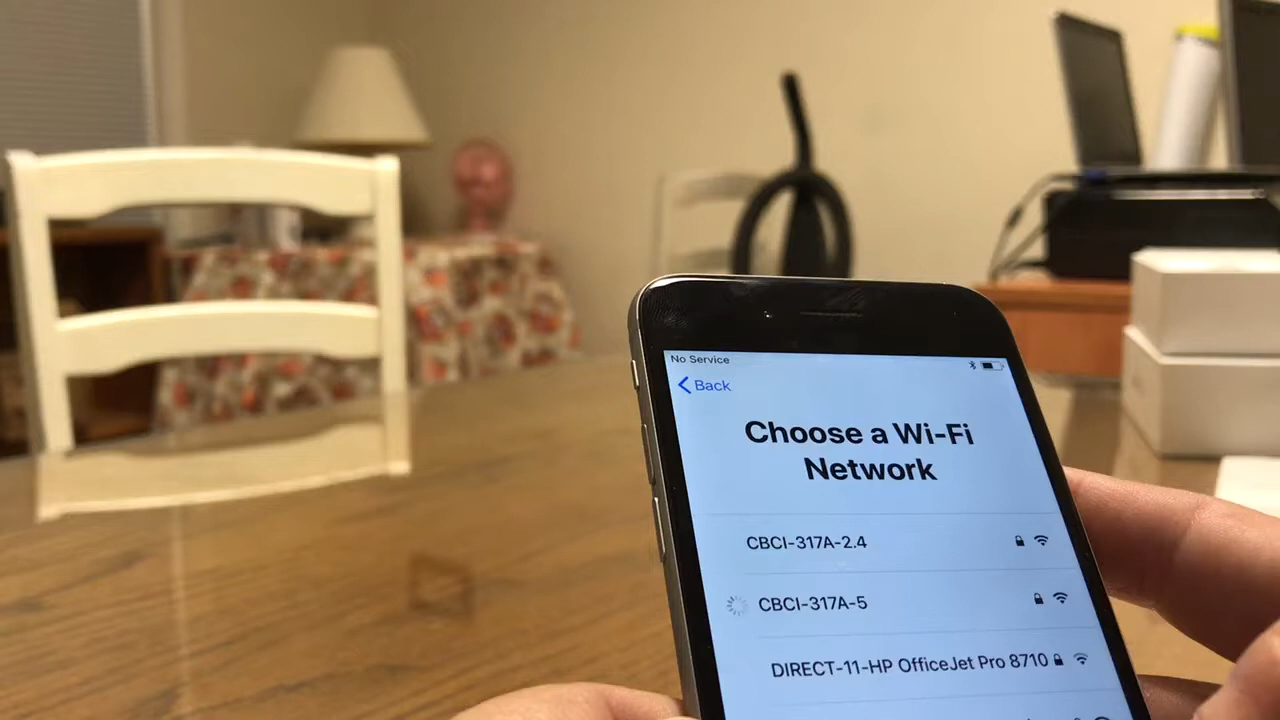 No Service
Back
Choose a Wi-Fi
Network
CBCI-317A-2.4
CBCI-317A-5
DIRECT-11-HP OfficeJet Pro 8710